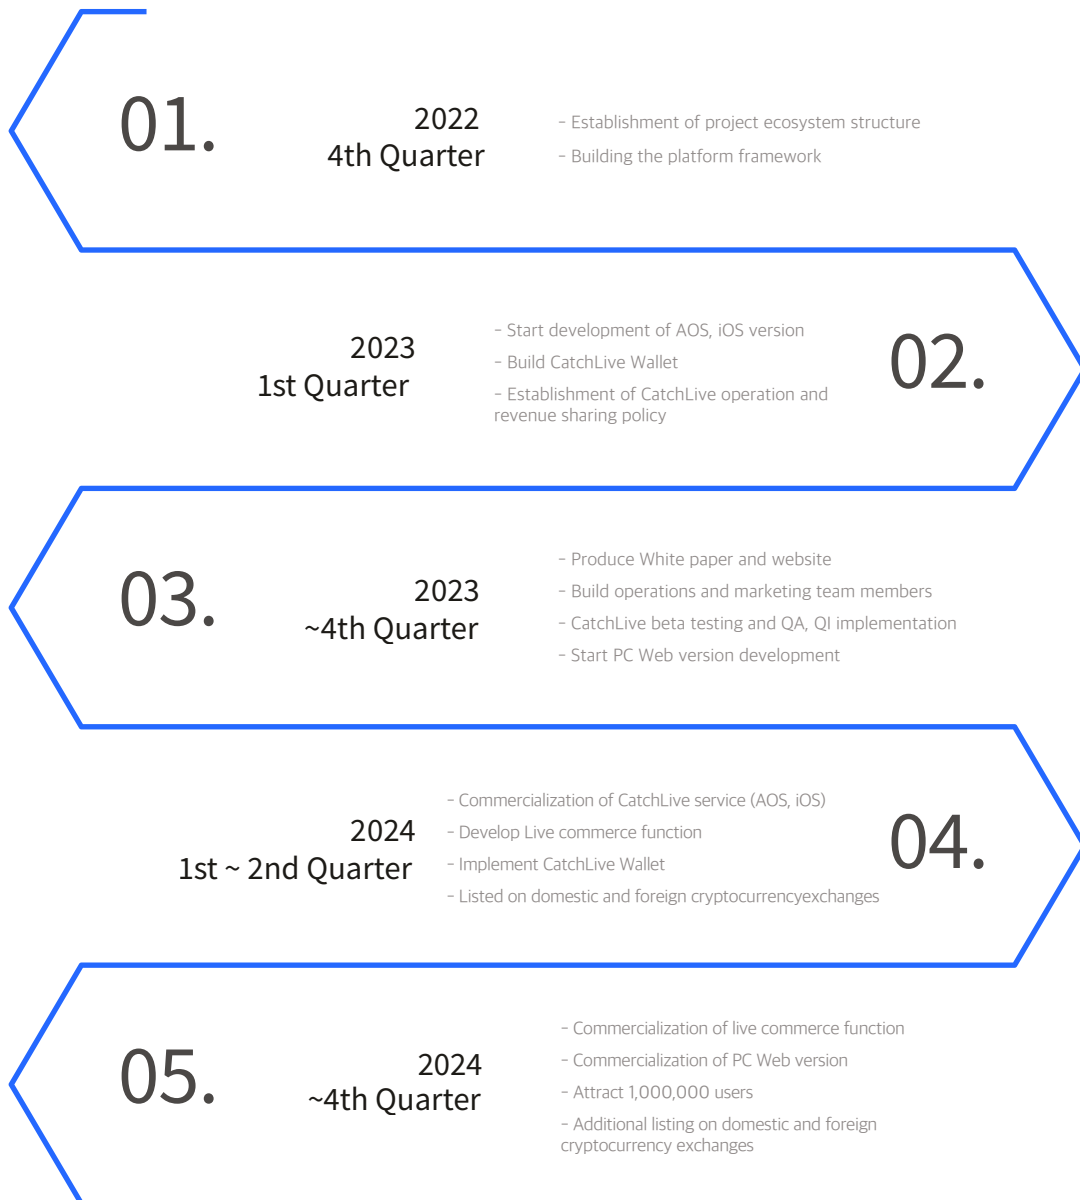 01.
2022
4th Quarter
- Establishment of project ecosystem structure
- Building the platform framework
2023
1st Quarter
- Start development of AOS, iOS version
- Build CatchLive Wallet
- Establishment of CatchLive operation and
revenue sharing policy
02.
03.
2023
~4th Quarter
- Produce White paper and website
- Build operations and marketing team members
- CatchLive beta testing and QA, QI implementation
- Start PC Web version development
2024
1st ~ 2nd Quarter
- Commercialization of CatchLive service (AOS, iOS)
- Develop Live commerce function
- Implement CatchLive Wallet
- Listed on domestic and foreign cryptocurrencyexchanges
04.
05.
2024
~4th Quarter
- Commercialization of live commerce function
- Commercialization of PC Web version
- Attract 1,000,000 users
- Additional listing on domestic and foreign
cryptocurrency exchanges